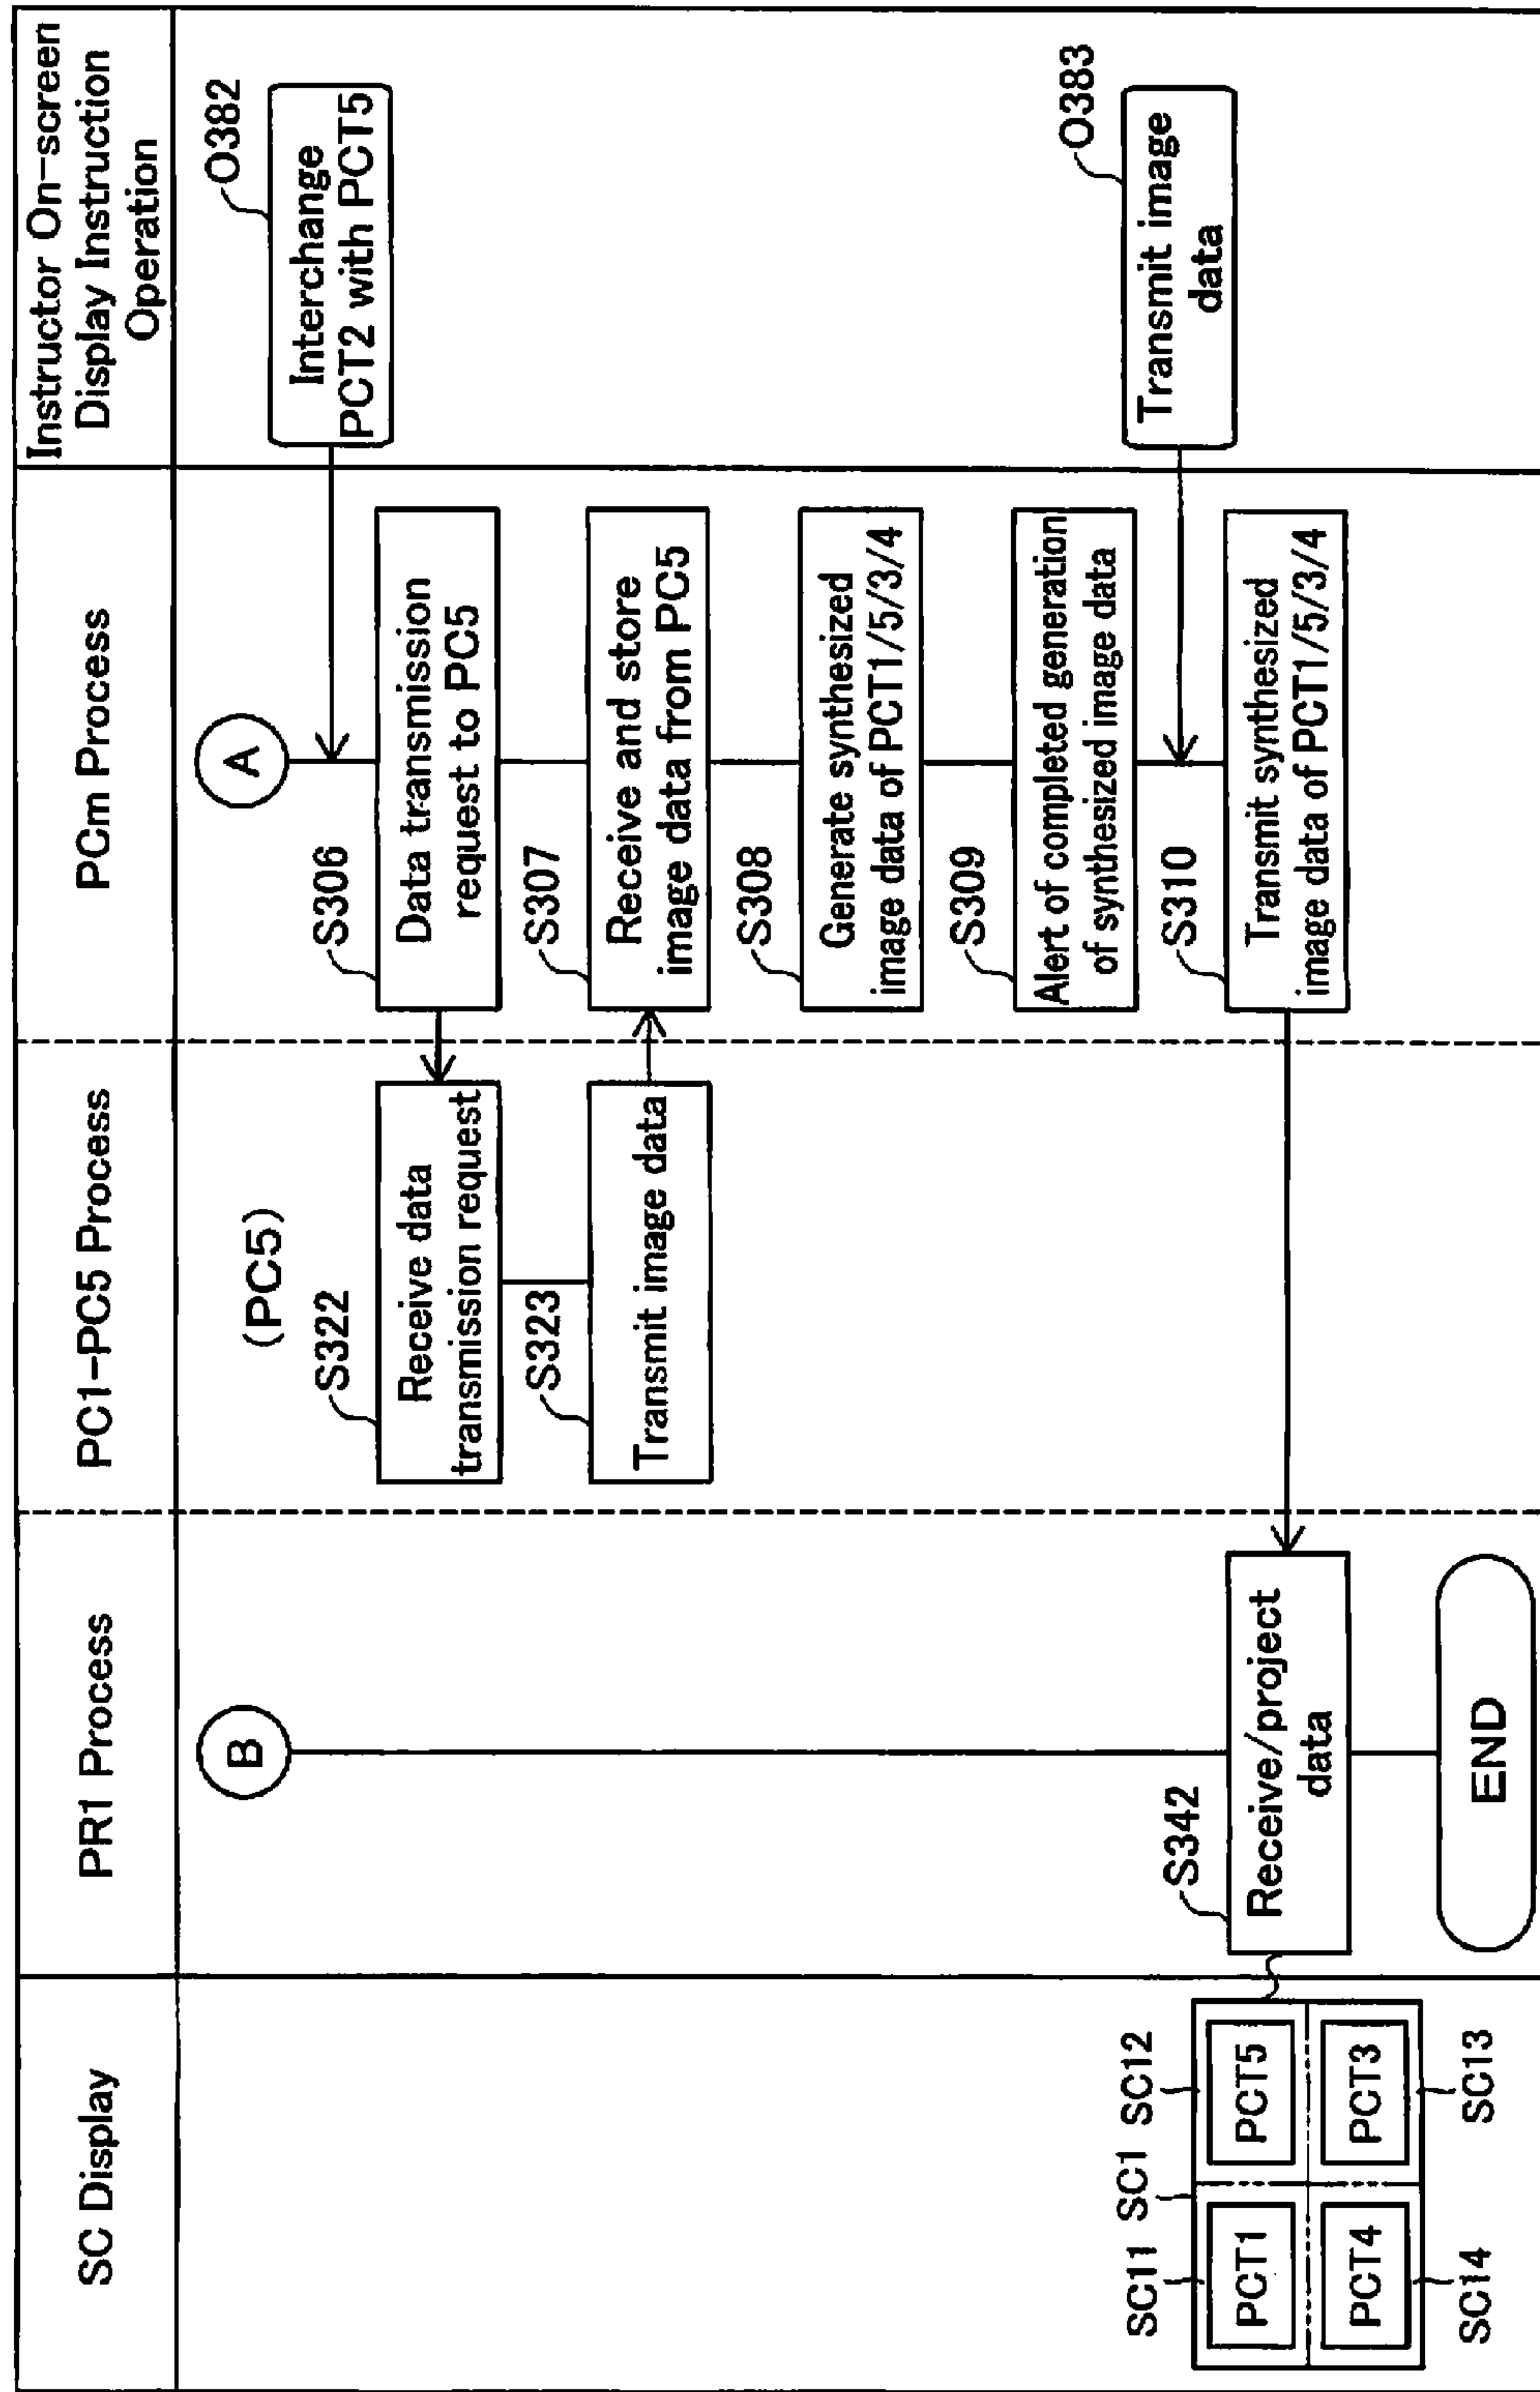 SC Display
PR1 Process
PC1-PC5 Process
PCm Process
Instructor On-screen
Display Instruction
Operation
B
(PC5)
A
O382
Interchange
PCT2 with PCT5
S322
Receive data
transmission request
S306
Data transmission
request to PC5
S323
Transmit image data
S307
Receive and store
image data from PC5
S308
Generate synthesized
image data of PCT1/5/3/4
S309
Alert of completed generation
of synthesized image data
O383
Transmit image
data
SC11
SC1
SC12
PCT1
PCT5
PCT4
PCT3
SC14
SC13
S342
Receive/project
data
S310
Transmit synthesized
image data of PCT1/5/3/4
END